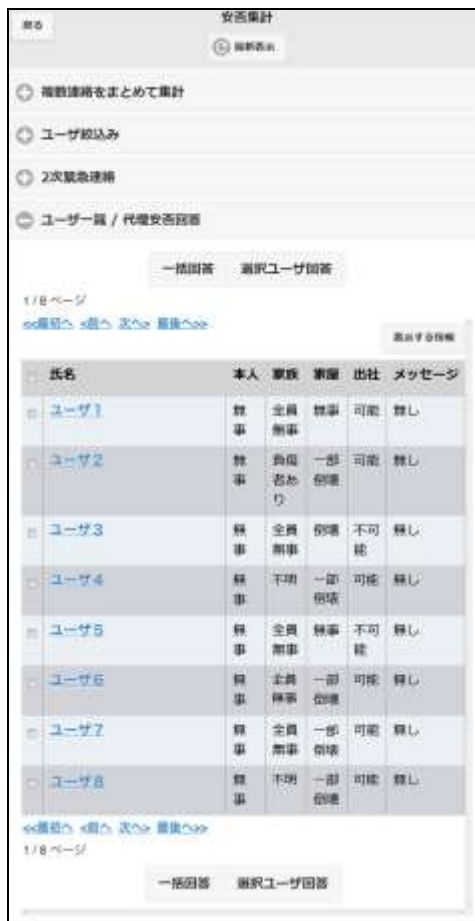 戻る
安否集計
最新表示
複数連絡をまとめて集計
ユーザ絞込み
2次緊急連絡
ユーザ一覧 / 代理安否回答
一括回答 選択ユーザ回答
1/8ページ
<<最初へ <前へ 次へ> 最後へ>>
表示する情報
氏名 本人 家族 家屋 出社 メッセージ
ユーザ1 無事 全員無事 無事 可能 無し
ユーザ2 無事 負傷者あり 一部倒壊 可能 無し
ユーザ3 無事 全員無事 倒壊 不可能 無し
ユーザ4 無事 不明 一部倒壊 可能 無し
ユーザ5 無事 全員無事 無事 不可能 無し
ユーザ6 無事 全員無事 一部倒壊 可能 無し
ユーザ7 無事 全員無事 一部倒壊 可能 無し
ユーザ8 無事 不明 一部倒壊 可能 無し
<<最初へ <前へ 次へ> 最後へ>>
1/8ページ
一括回答 選択ユーザ回答